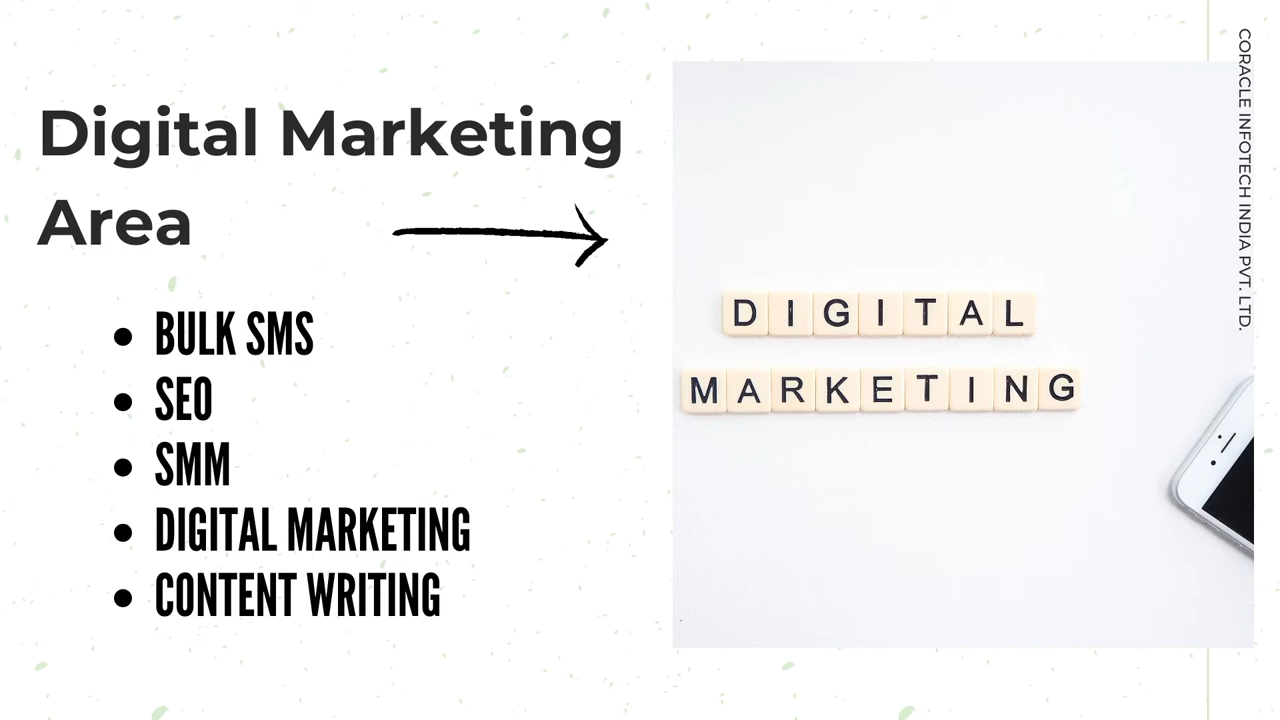 Digital Marketing
Area
BULK SMS
SEO
SMM
DIGITAL MARKETING
CONTENT WRITING
DIGITAL
MARKETING
CORACLE INFOTECH INDIA PVT. LTD.